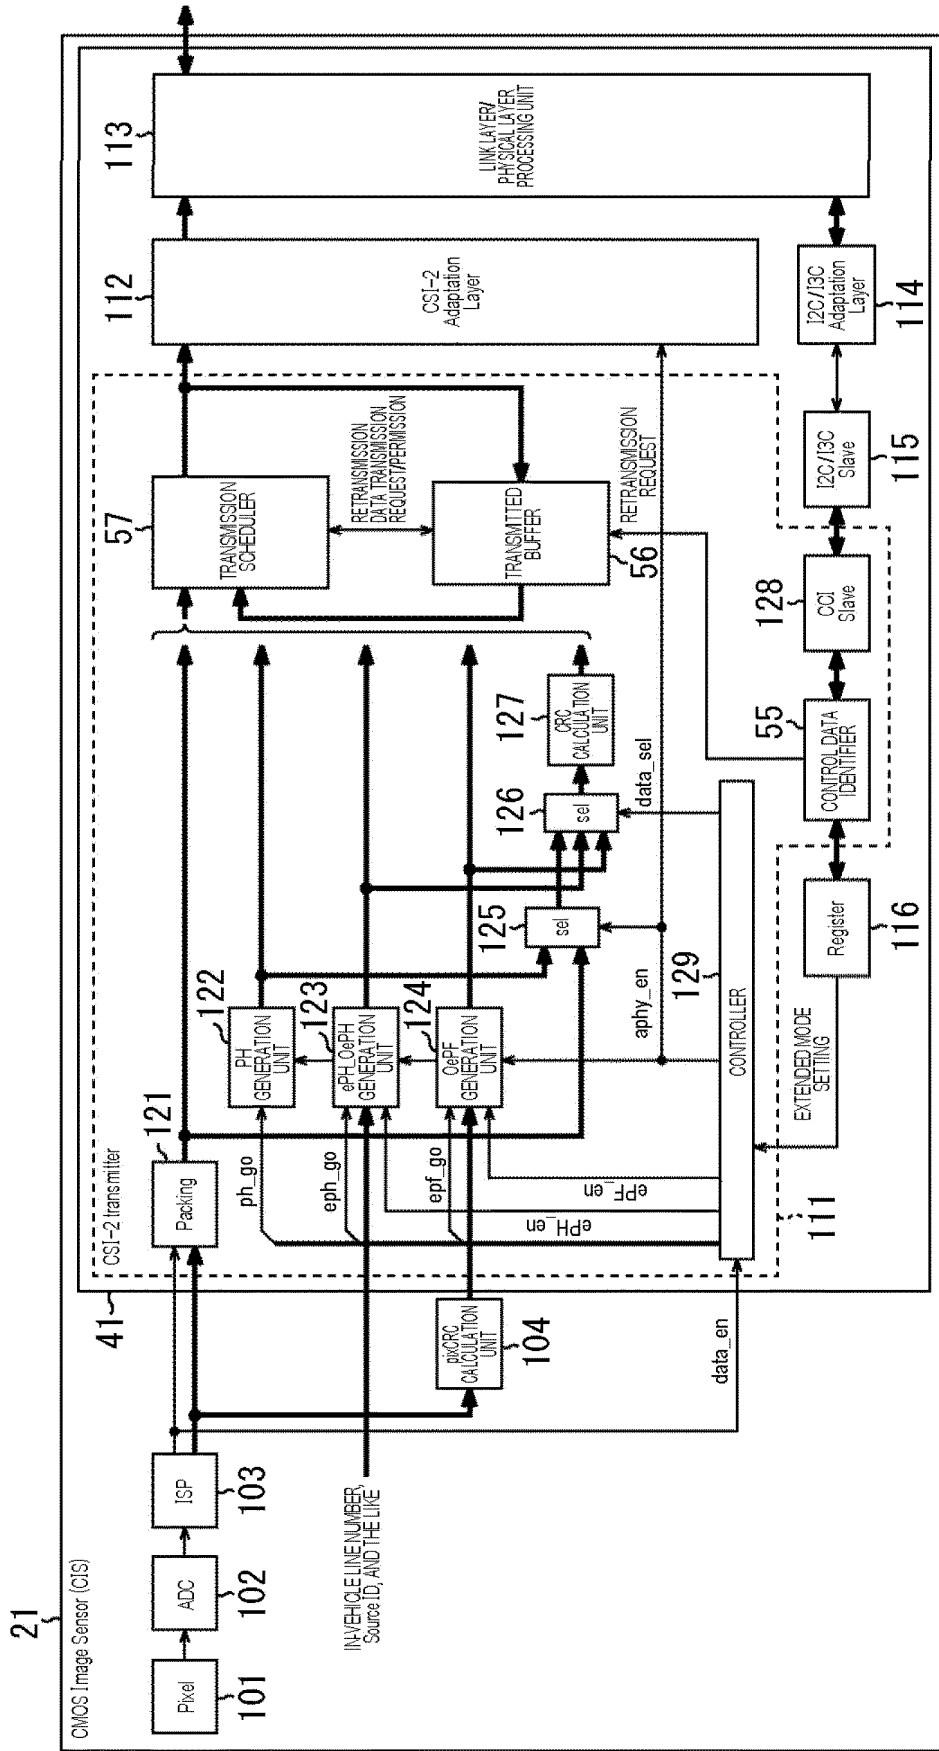 21
CMOS Image Sensor (CIS)
41
CSI-2 transmitter
Pixel
101
ADC
102
ISP
103
IN-VEHICLE LINE NUMBER,
Source ID, AND THE LIKE
pixCRC
CALCULATION
UNIT
104
data_en
121
Packing
ph_go
eph_go
epf_go
ePH_en
ePF_en
111
122
PH
GENERATION
UNIT
123
ePH_OePH
GENERATION
UNIT
124
OePF
GENERATION
UNIT
aphy_en
129
CONTROLLER
EXTENDED MODE
SETTING
125
sel
126
sel
data_sel
127
CRC
CALCULATION
UNIT
116
Register
55
CONTROL DATA
IDENTIFIER
128
CCI
Slave
115
I2C/I3C
Slave
114
I2C/I3C
Adaptation
Layer
57
TRANSMISSION
SCHEDULER
RETRANSMISSION
DATA TRANSMISSION
REQUEST/PERMISSION
TRANSMITTED
BUFFER
56
RETRANSMISSION
REQUEST
112
CSI-2
Adaptation
Layer
113
LINK LAYER/
PHYSICAL LAYER
PROCESSING UNIT